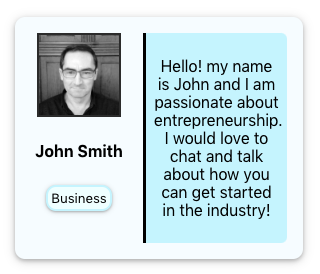 John Smith
Business
Hello! my name
is John and I am
passionate about
entrepreneurship.
I would love to
chat and talk
about how you
can get started
in the industry!